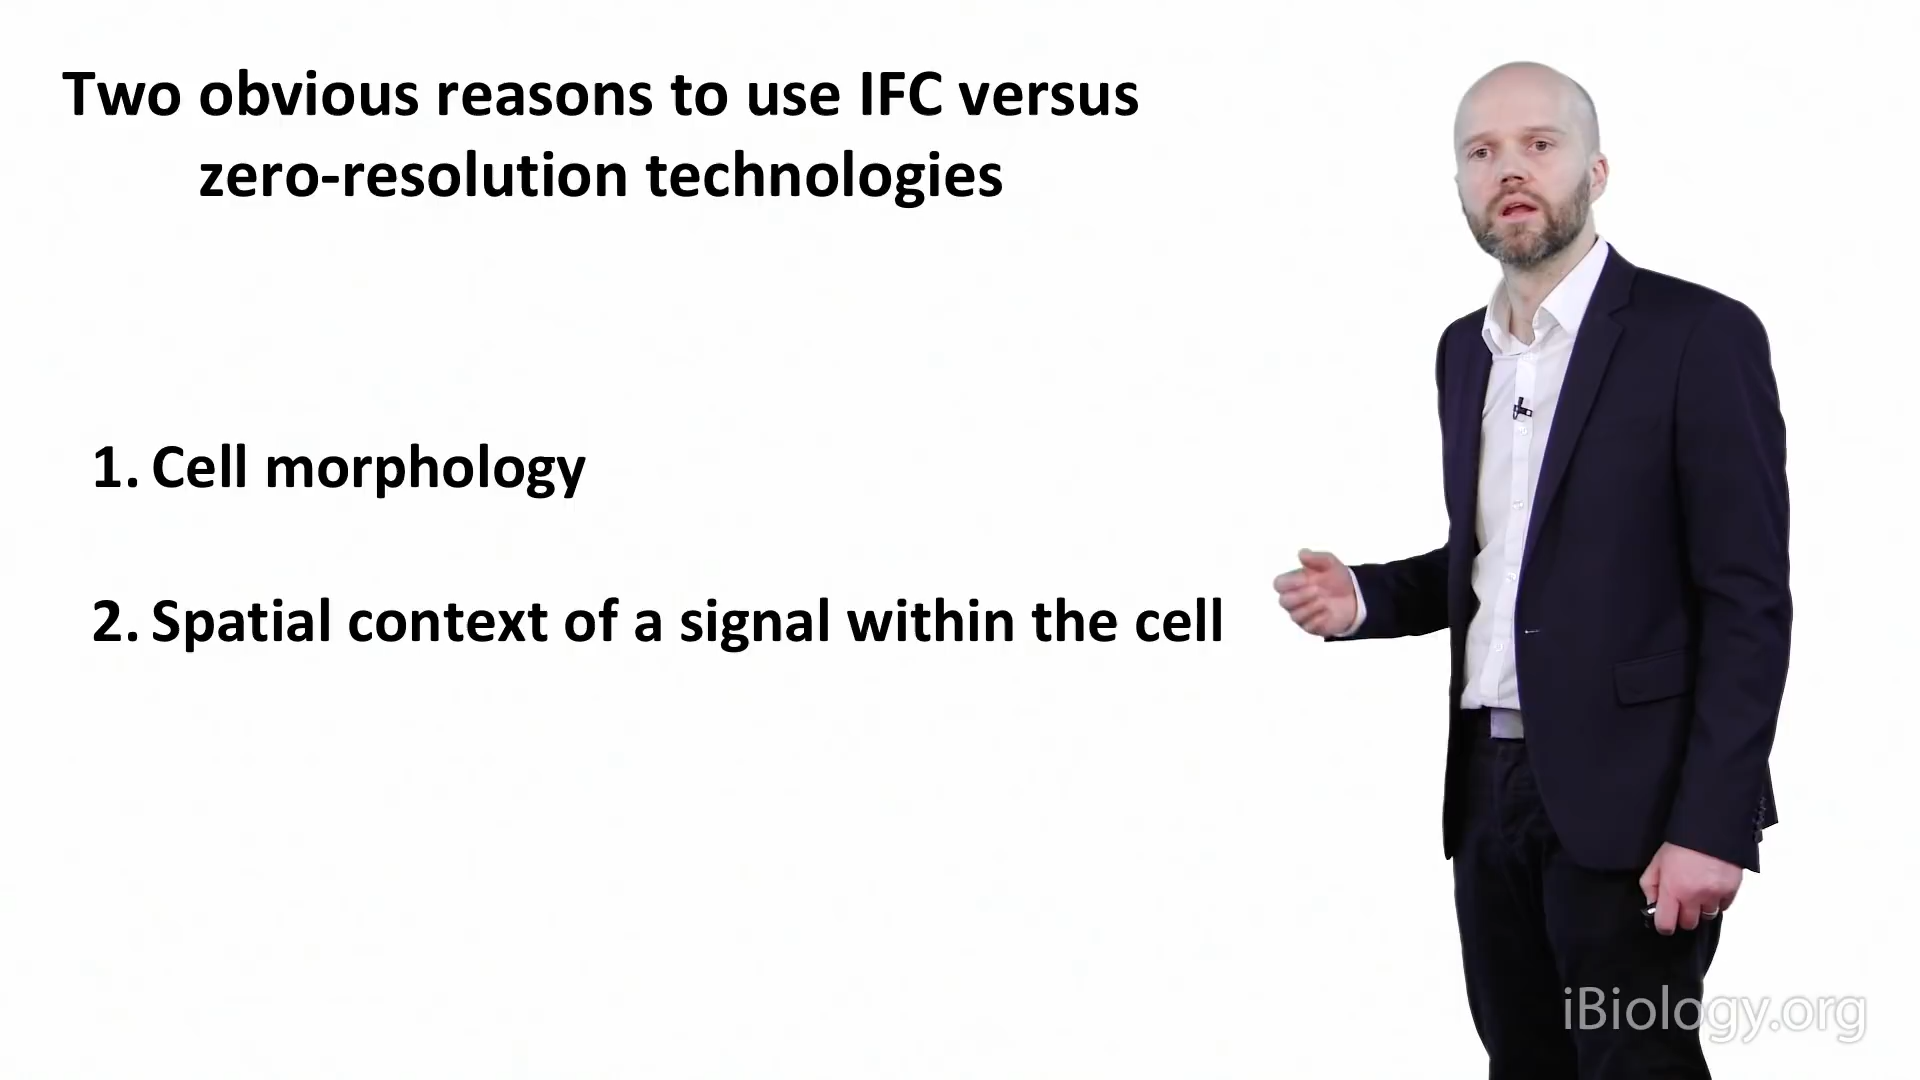 Two obvious reasons to use IFC versus
zero-resolution technologies
1. Cell morphology
2. Spatial context of a signal within the cell
iBiology.org